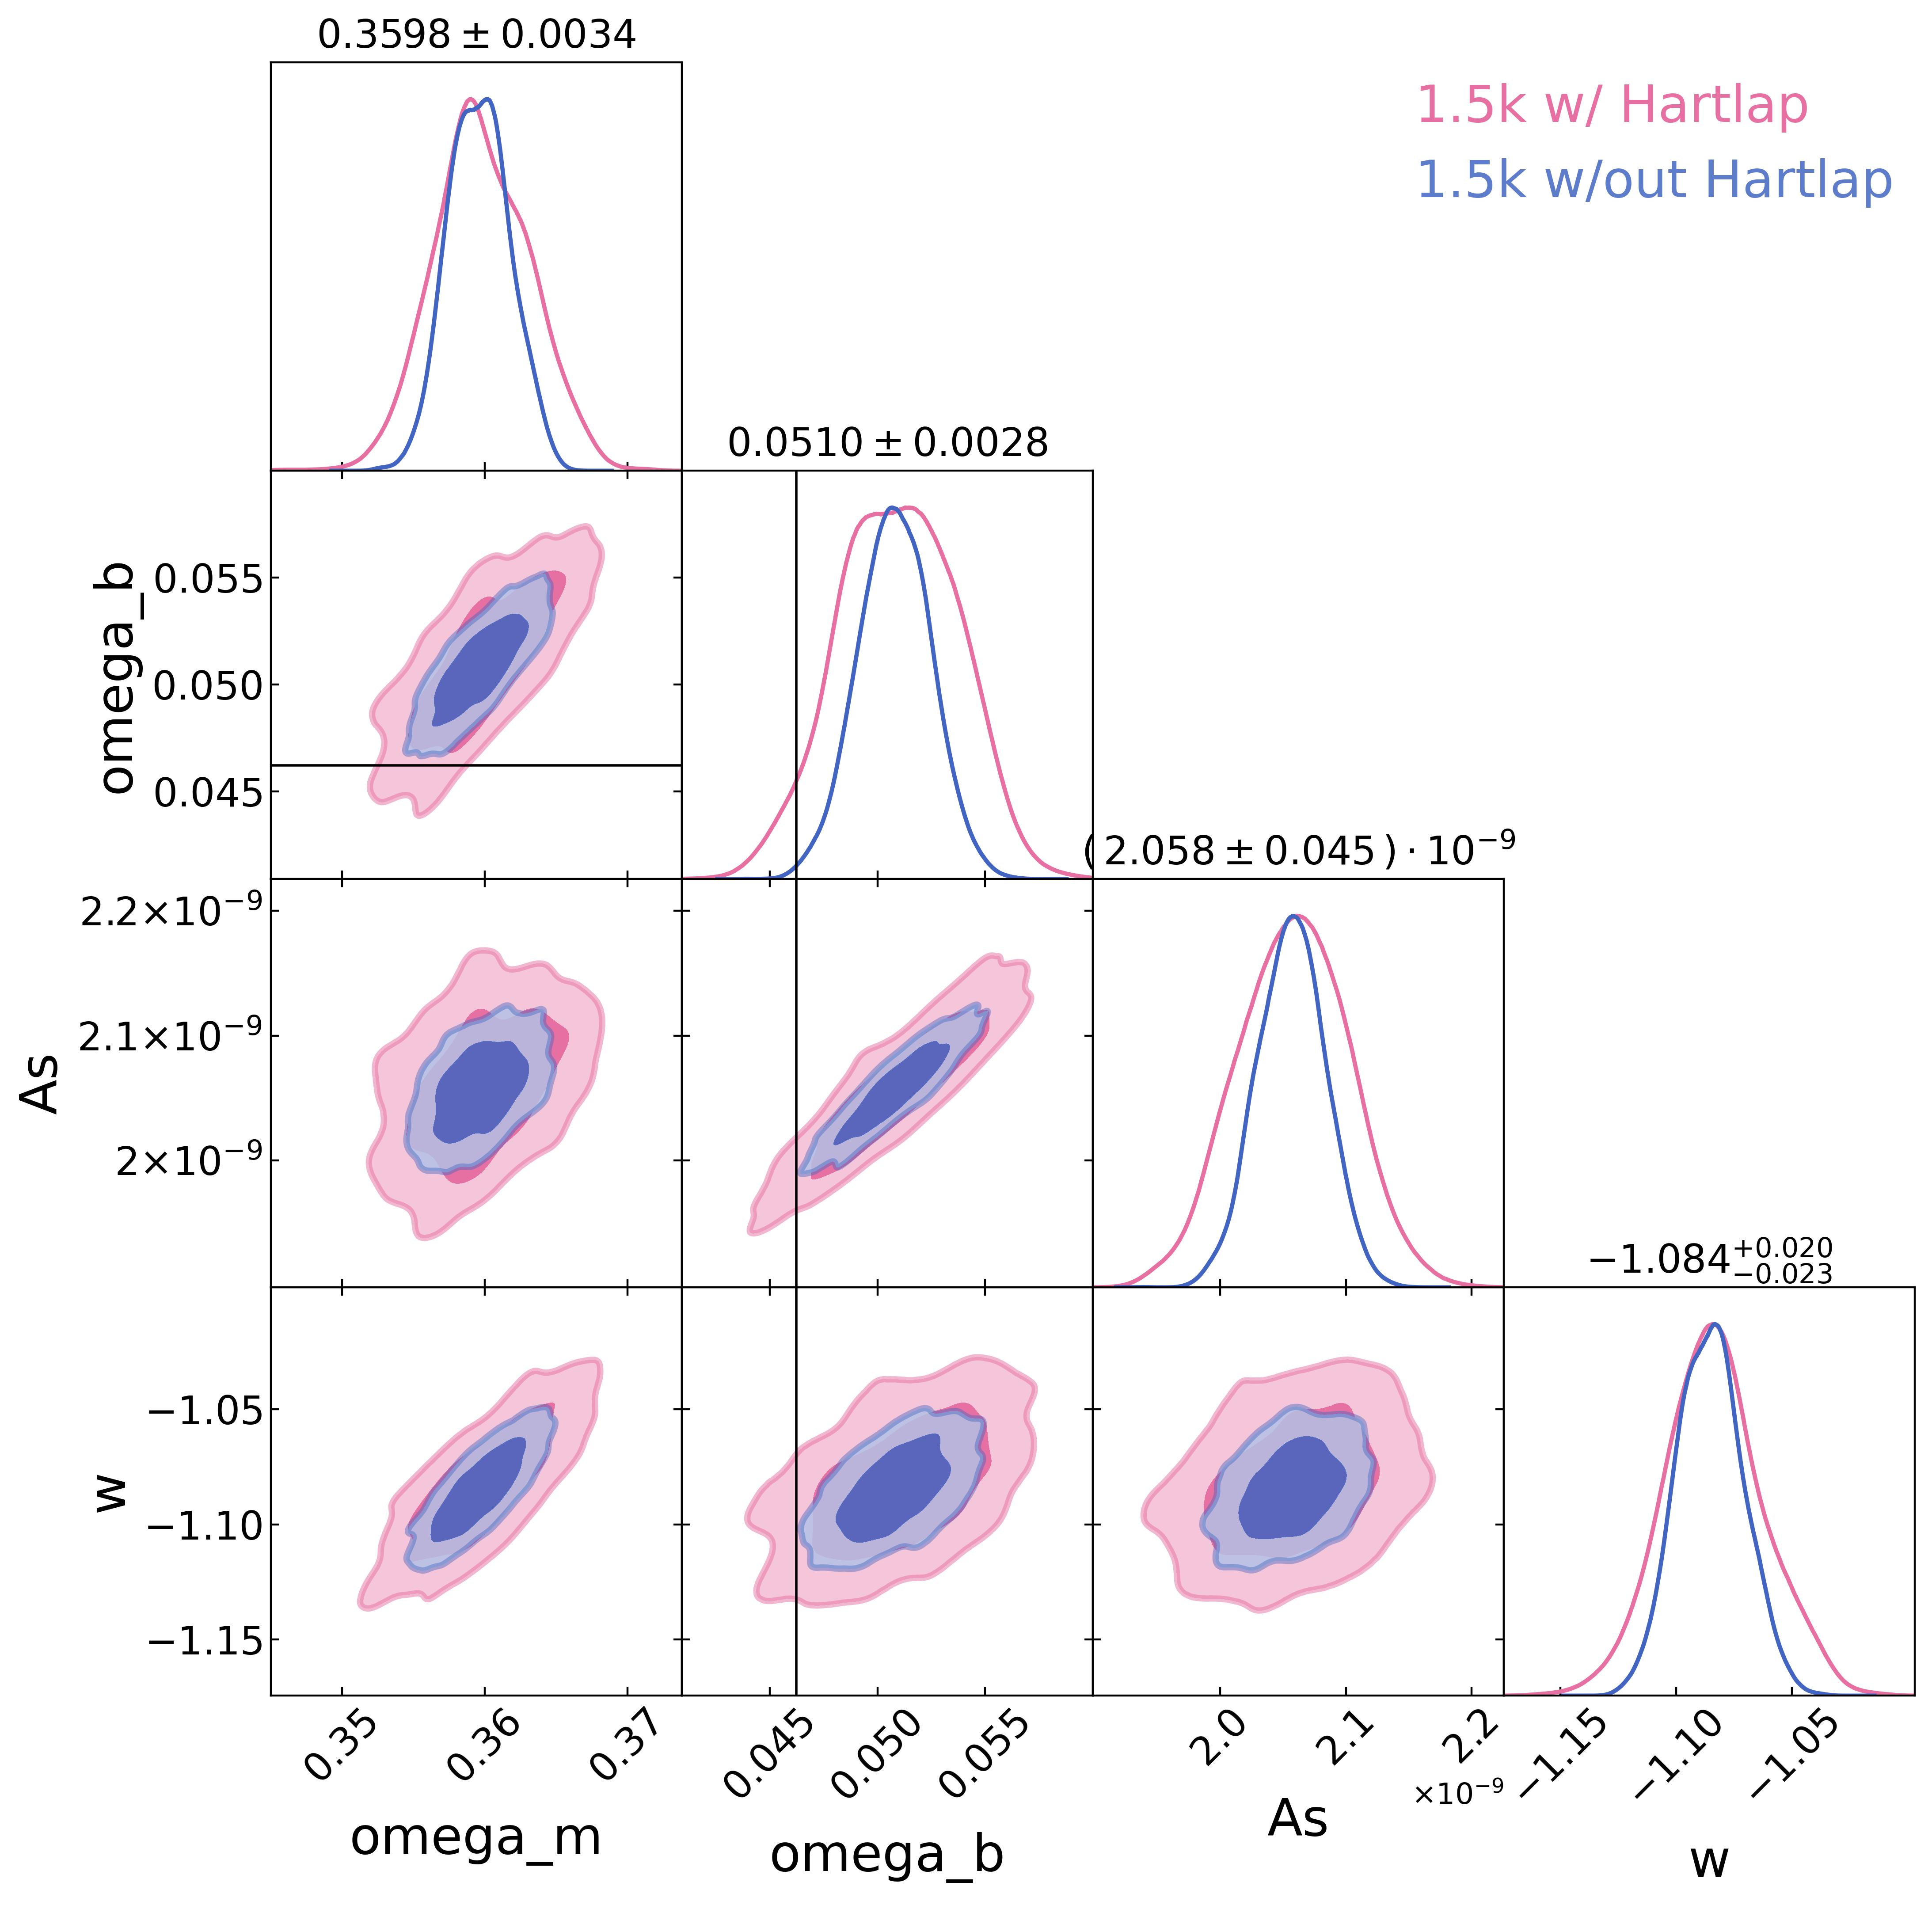 0.3598 ± 0.0034
1.5k w/ Hartlap
1.5k w/out Hartlap
0.0510 ± 0.0028
omega_b
0.055
0.050
0.045
(2.058 ± 0.045) · 10⁻⁹
As
2.2×10⁻⁹
2.1×10⁻⁹
2×10⁻⁹
−1.084 +0.020 −0.023
w
−1.05
−1.10
−1.15
0.35 0.36 0.37 0.045 0.050 0.055 2.0 2.1 2.2 −1.15 −1.10 −1.05
×10⁻⁹
omega_m omega_b As w